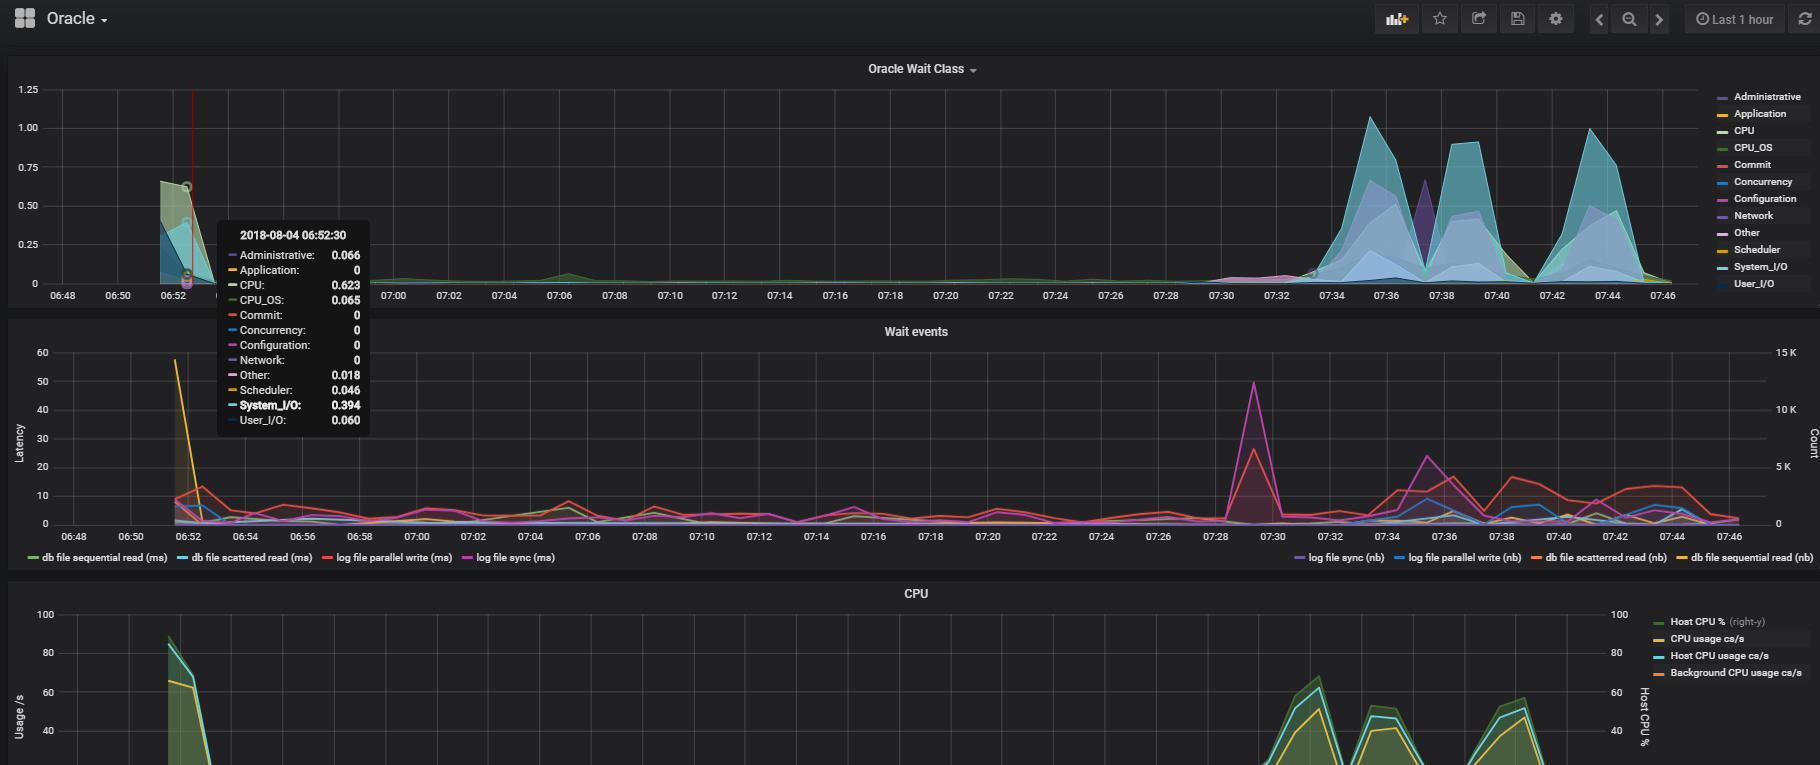 Oracle
Last 1 hour
Oracle Wait Class
1.25
1.00
0.75
0.50
0.25
0
06:48 06:50 06:52 07:00 07:02 07:04 07:06 07:08 07:10 07:12 07:14 07:16 07:18 07:20 07:22 07:24 07:26 07:28 07:30 07:32 07:34 07:36 07:38 07:40 07:42 07:44 07:46
Administrative
Application
CPU
CPU_OS
Commit
Concurrency
Configuration
Network
Other
Scheduler
System_I/O
User_I/O
2018-08-04 06:52:30
Administrative: 0.066
Application: 0
CPU: 0.623
CPU_OS: 0.065
Commit: 0
Concurrency: 0
Configuration: 0
Network: 0
Other: 0.018
Scheduler: 0.046
System_I/O: 0.394
User_I/O: 0.060
Wait events
Latency
60
50
40
30
20
10
0
15 K
10 K
5 K
0
Count
06:48 06:50 06:52 06:54 06:56 06:58 07:00 07:02 07:04 07:06 07:08 07:10 07:12 07:14 07:16 07:18 07:20 07:22 07:24 07:26 07:28 07:30 07:32 07:34 07:36 07:38 07:40 07:42 07:44 07:46
db file sequential read (ms) db file scattered read (ms) log file parallel write (ms) log file sync (ms) log file sync (nb) log file parallel write (nb) db file scatterred read (nb) db file sequential read (nb)
CPU
Usage /s
100
80
60
40
100
80
60
40
Host CPU %
Host CPU % (right-y)
CPU usage cs/s
Host CPU usage cs/s
Background CPU usage cs/s